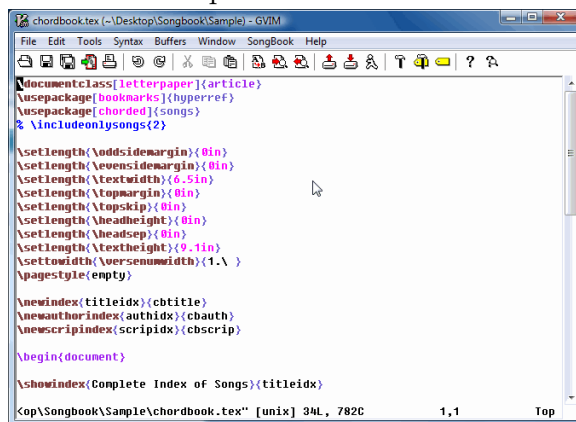 chordbook.tex (~\Desktop\Songbook\Sample) - GVIM
File Edit Tools Syntax Buffers Window SongBook Help
\documentclass[letterpaper]{article}
\usepackage[bookmarks]{hyperref}
\usepackage[chorded]{songs}
% \includeonlysongs{2}
\setlength{\oddsidemargin}{0in}
\setlength{\evensidemargin}{0in}
\setlength{\textwidth}{6.5in}
\setlength{\topmargin}{0in}
\setlength{\topskip}{0in}
\setlength{\headheight}{0in}
\setlength{\headsep}{0in}
\setlength{\textheight}{9.1in}
\settowidth{\versenumwidth}{1.\ }
\pagestyle{empty}
\newindex{titleidx}{cbtitle}
\newauthorindex{authidx}{cbauth}
\newscripindex{scripidx}{cbscrip}
\begin{document}
\showindex{Complete Index of Songs}{titleidx}
<op\Songbook\Sample\chordbook.tex" [unix] 34L, 782C 1,1 Top